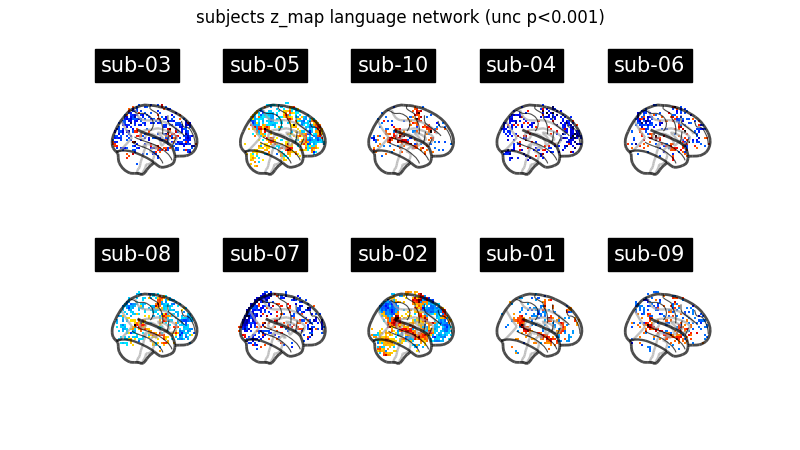 subjects z_map language network (unc p<0.001)
sub-03 sub-05 sub-10 sub-04 sub-06
sub-08 sub-07 sub-02 sub-01 sub-09